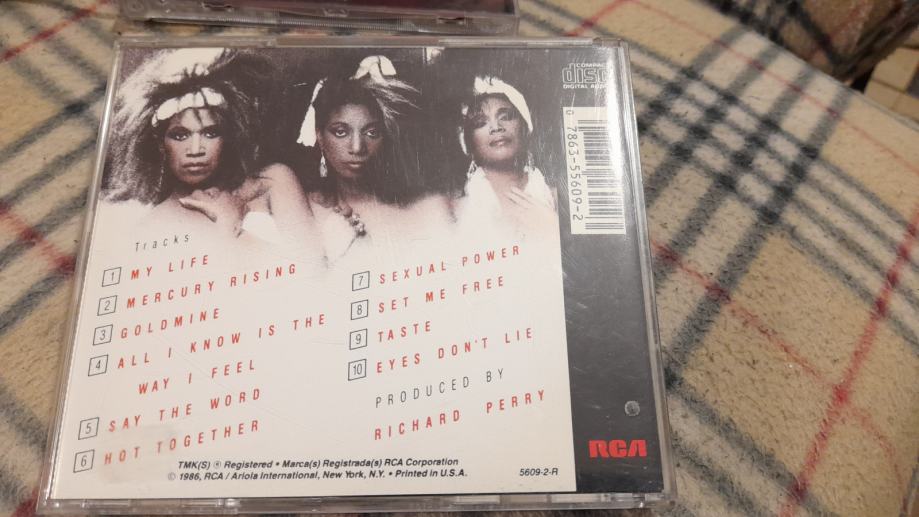 COMPACT
disc
DIGITAL AUDIO
0 7863-55609-2
Tracks
1 MY LIFE
2 MERCURY RISING
3 GOLDMINE
4 ALL I KNOW IS THE
WAY I FEEL
5 SAY THE WORD
6 HOT TOGETHER
7 SEXUAL POWER
8 SET ME FREE
9 TASTE
10 EYES DON'T LIE
PRODUCED BY
RICHARD PERRY
RCA
TMK(S) ® Registered • Marca(s) Registrada(s) RCA Corporation
© 1986, RCA / Ariola International, New York, N.Y. • Printed in U.S.A.
5609-2-R